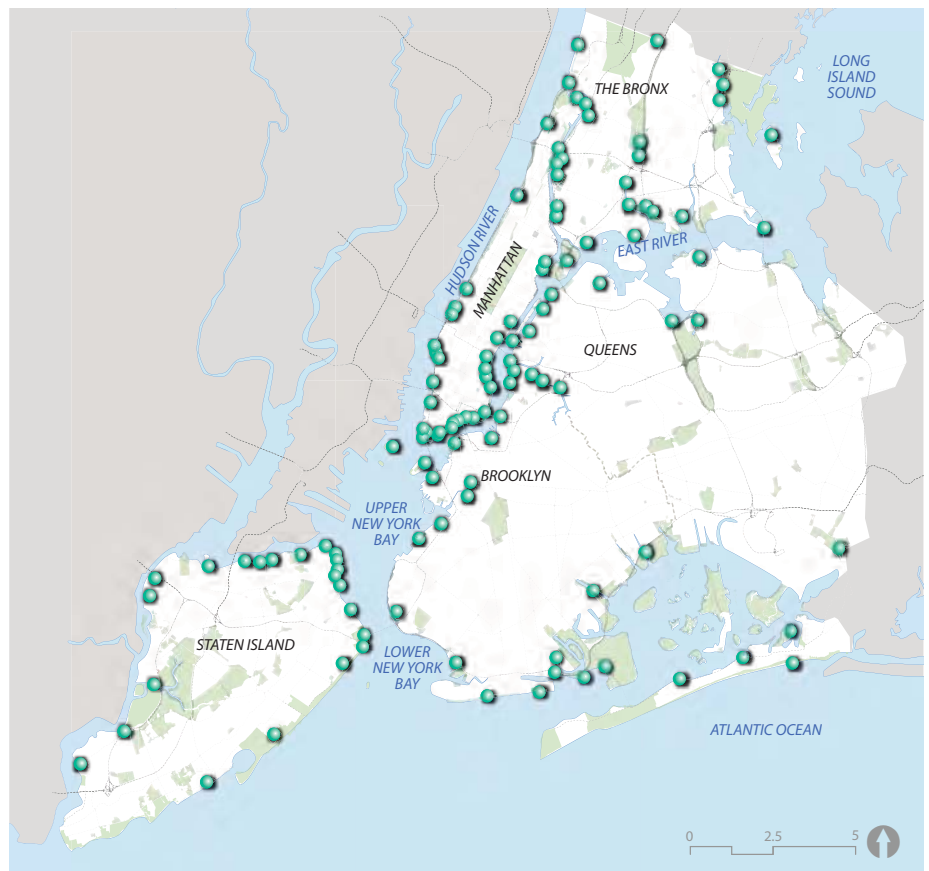 LONG
ISLAND
SOUND
THE BRONX
HUDSON RIVER
EAST RIVER
MANHATTAN
QUEENS
BROOKLYN
UPPER
NEW YORK
BAY
STATEN ISLAND
LOWER
NEW YORK
BAY
ATLANTIC OCEAN
0 2.5 5